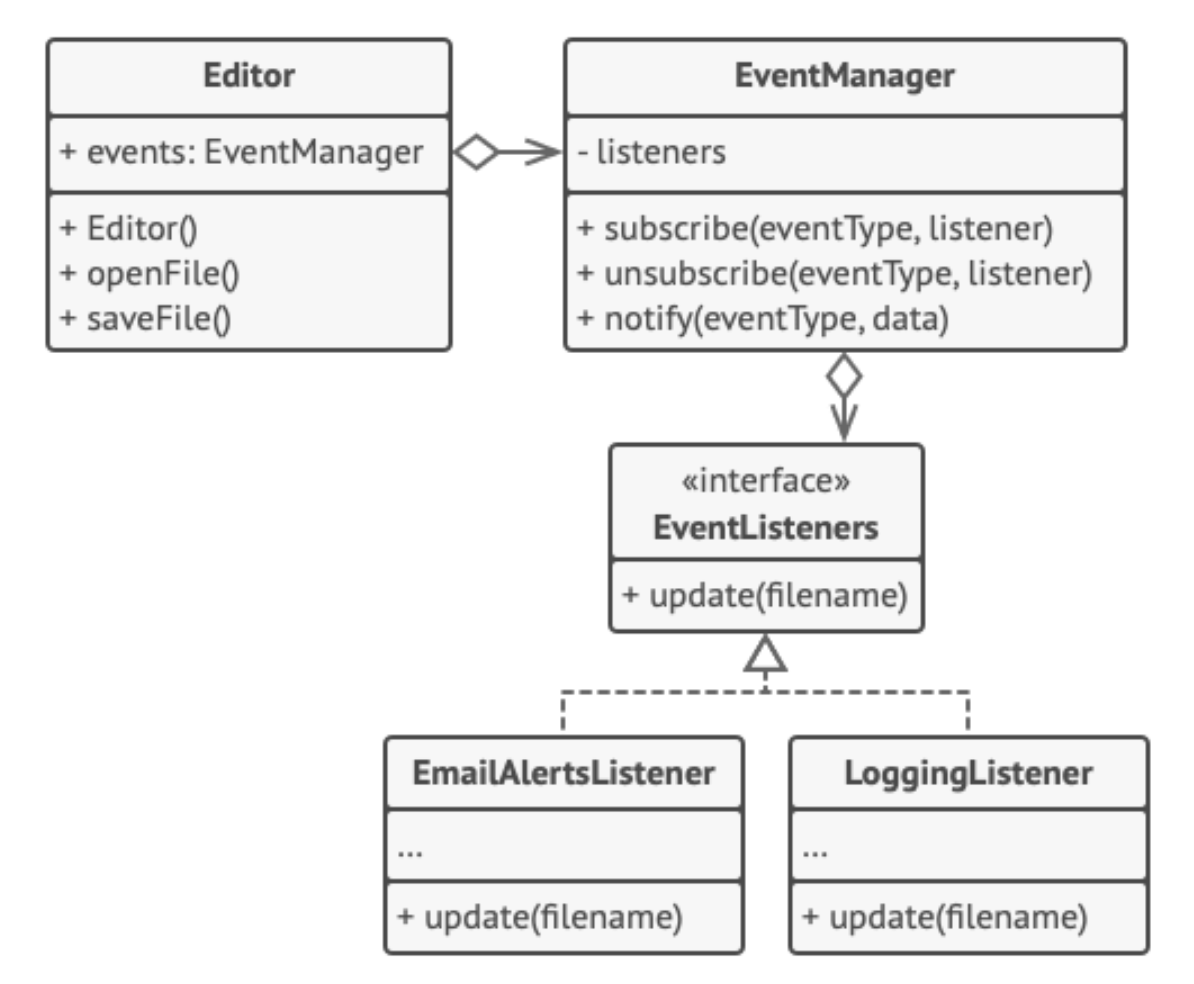 Editor
+ events: EventManager
+ Editor()
+ openFile()
+ saveFile()
EventManager
- listeners
+ subscribe(eventType, listener)
+ unsubscribe(eventType, listener)
+ notify(eventType, data)
«interface»
EventListeners
+ update(filename)
EmailAlertsListener
...
+ update(filename)
LoggingListener
...
+ update(filename)